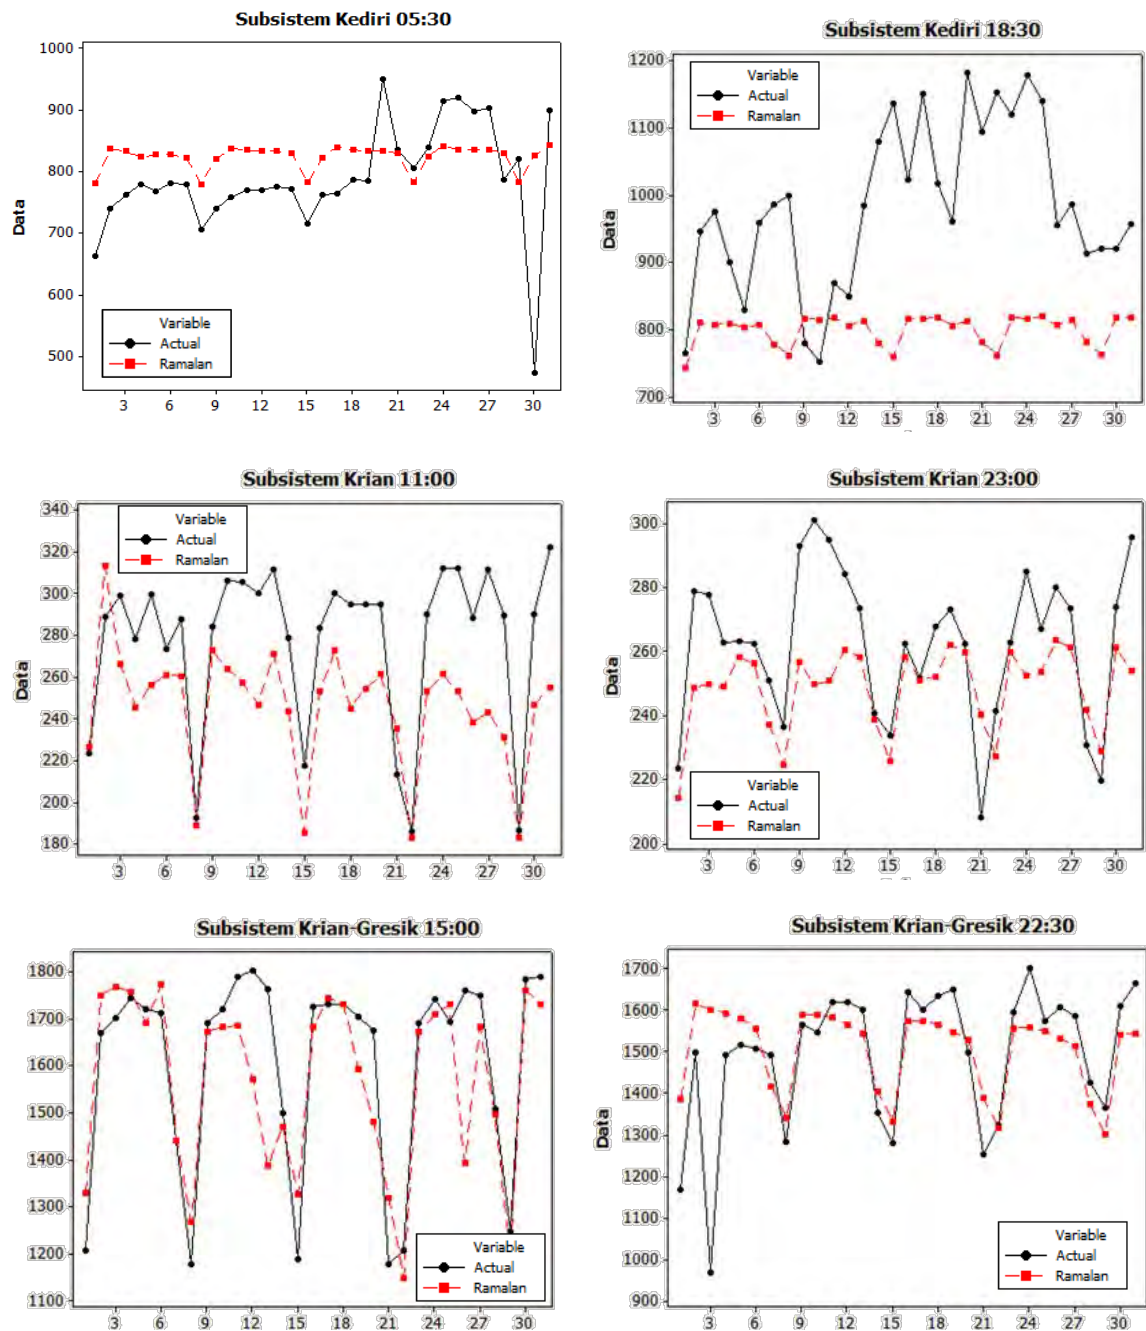 Subsistem Kediri 05:30
1000
900
800
700
600
500
Data
Variable
Actual
Ramalan
3 6 9 12 15 18 21 24 27 30
Subsistem Kediri 18:30
1200
1100
1000
900
800
700
Data
Variable
Actual
Ramalan
3 6 9 12 15 18 21 24 27 30
Subsistem Krian 11:00
340
320
300
280
260
240
220
200
180
Data
Variable
Actual
Ramalan
3 6 9 12 15 18 21 24 27 30
Subsistem Krian 23:00
300
280
260
240
220
200
Data
Variable
Actual
Ramalan
3 6 9 12 15 18 21 24 27 30
Subsistem Krian-Gresik 15:00
1800
1700
1600
1500
1400
1300
1200
1100
Variable
Actual
Ramalan
3 6 9 12 15 18 21 24 27 30
Subsistem Krian-Gresik 22:30
1700
1600
1500
1400
1300
1200
1100
1000
900
Data
Variable
Actual
Ramalan
3 6 9 12 15 18 21 24 27 30